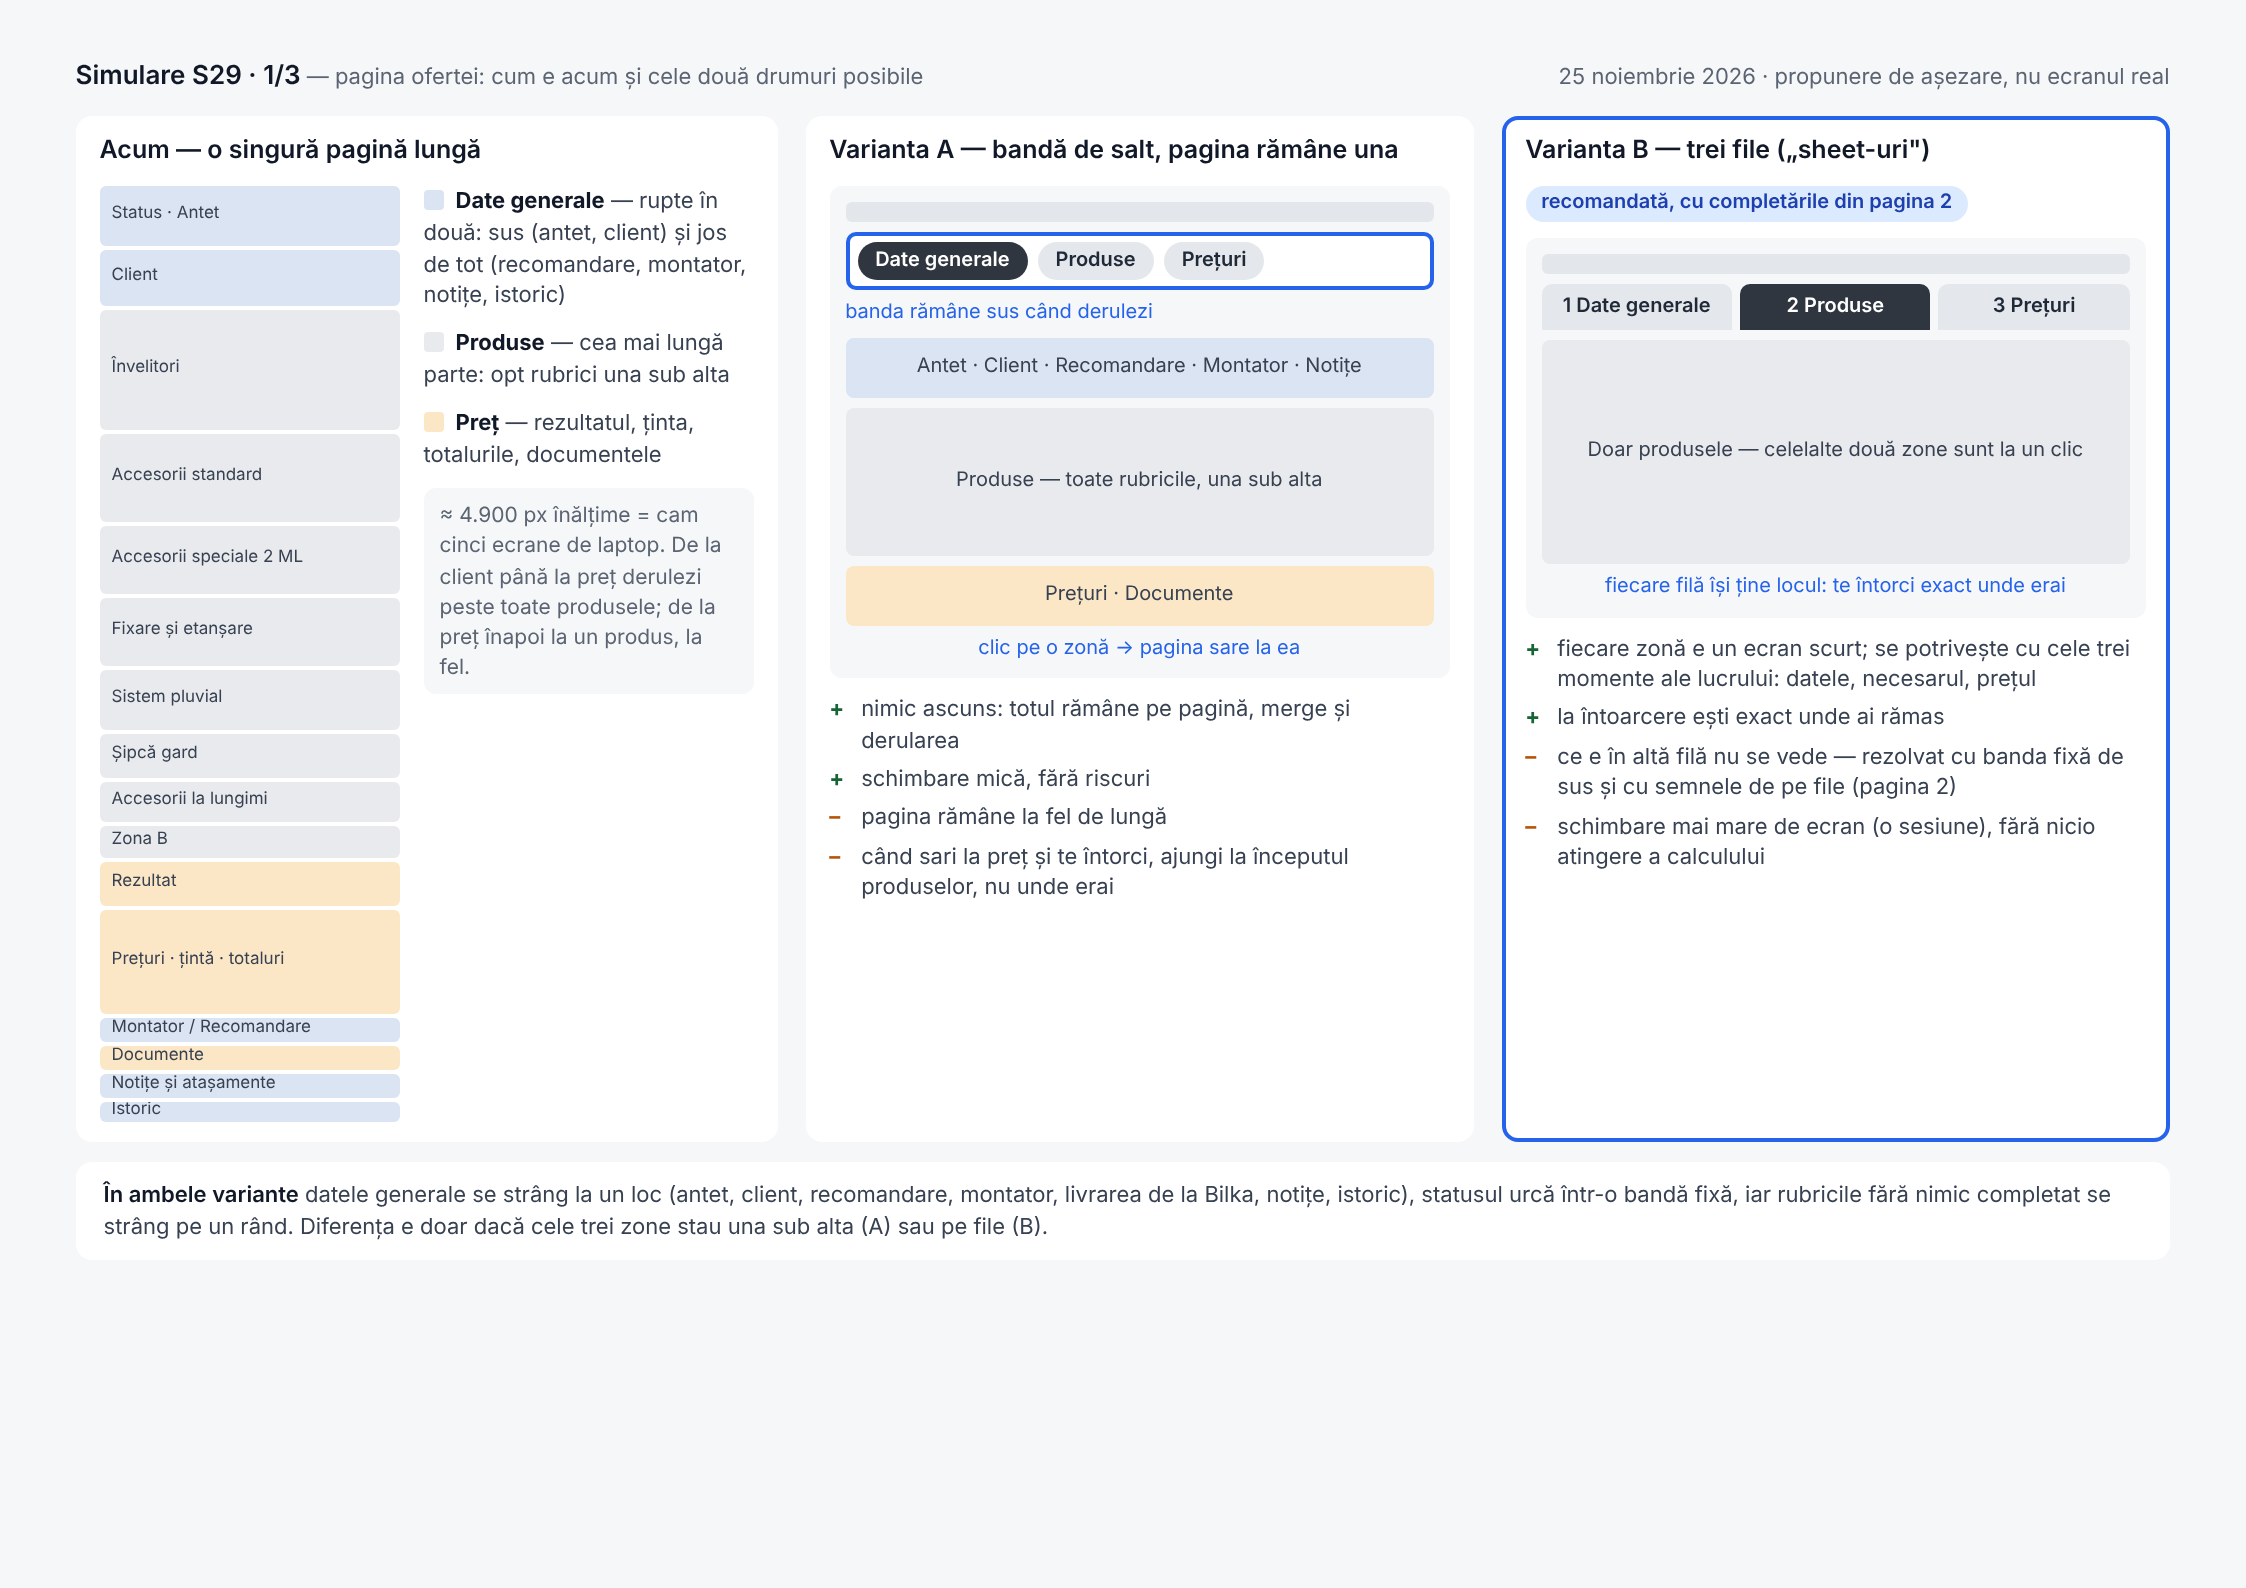 Simulare S29 · 1/3 — pagina ofertei: cum e acum și cele două drumuri posibile
25 noiembrie 2026 · propunere de așezare, nu ecranul real
Acum — o singură pagină lungă
Status · Antet
Client
Învelitori
Accesorii standard
Accesorii speciale 2 ML
Fixare și etanșare
Sistem pluvial
Șipcă gard
Accesorii la lungimi
Zona B
Rezultat
Prețuri · țintă · totaluri
Montator / Recomandare
Documente
Notițe și atașamente
Istoric
Date generale — rupte în
două: sus (antet, client) și jos
de tot (recomandare, montator,
notițe, istoric)
Produse — cea mai lungă
parte: opt rubrici una sub alta
Preț — rezultatul, ținta,
totalurile, documentele
≈ 4.900 px înălțime = cam
cinci ecrane de laptop. De la
client până la preț derulezi
peste toate produsele; de la
preț înapoi la un produs, la
fel.
Varianta A — bandă de salt, pagina rămâne una
Date generale
Produse
Prețuri
banda rămâne sus când derulezi
Antet · Client · Recomandare · Montator · Notițe
Produse — toate rubricile, una sub alta
Prețuri · Documente
clic pe o zonă → pagina sare la ea
+ nimic ascuns: totul rămâne pe pagină, merge și
derularea
+ schimbare mică, fără riscuri
– pagina rămâne la fel de lungă
– când sari la preț și te întorci, ajungi la începutul
produselor, nu unde erai
Varianta B — trei file („sheet-uri")
recomandată, cu completările din pagina 2
1 Date generale
2 Produse
3 Prețuri
Doar produsele — celelalte două zone sunt la un clic
fiecare filă își ține locul: te întorci exact unde erai
+ fiecare zonă e un ecran scurt; se potrivește cu cele trei
momente ale lucrului: datele, necesarul, prețul
+ la întoarcere ești exact unde ai rămas
– ce e în altă filă nu se vede — rezolvat cu banda fixă de
sus și cu semnele de pe file (pagina 2)
– schimbare mai mare de ecran (o sesiune), fără nicio
atingere a calculului
În ambele variante datele generale se strâng la un loc (antet, client, recomandare, montator, livrarea de la Bilka, notițe, istoric), statusul urcă într-o bandă fixă, iar rubricile fără nimic completat se
strâng pe un rând. Diferența e doar dacă cele trei zone stau una sub alta (A) sau pe file (B).